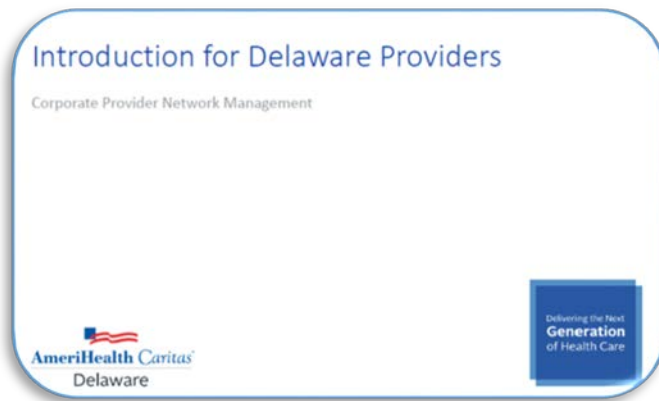 Introduction for Delaware Providers
Corporate Provider Network Management
AmeriHealth Caritas
Delaware
Delivering the Next
Generation
of Health Care